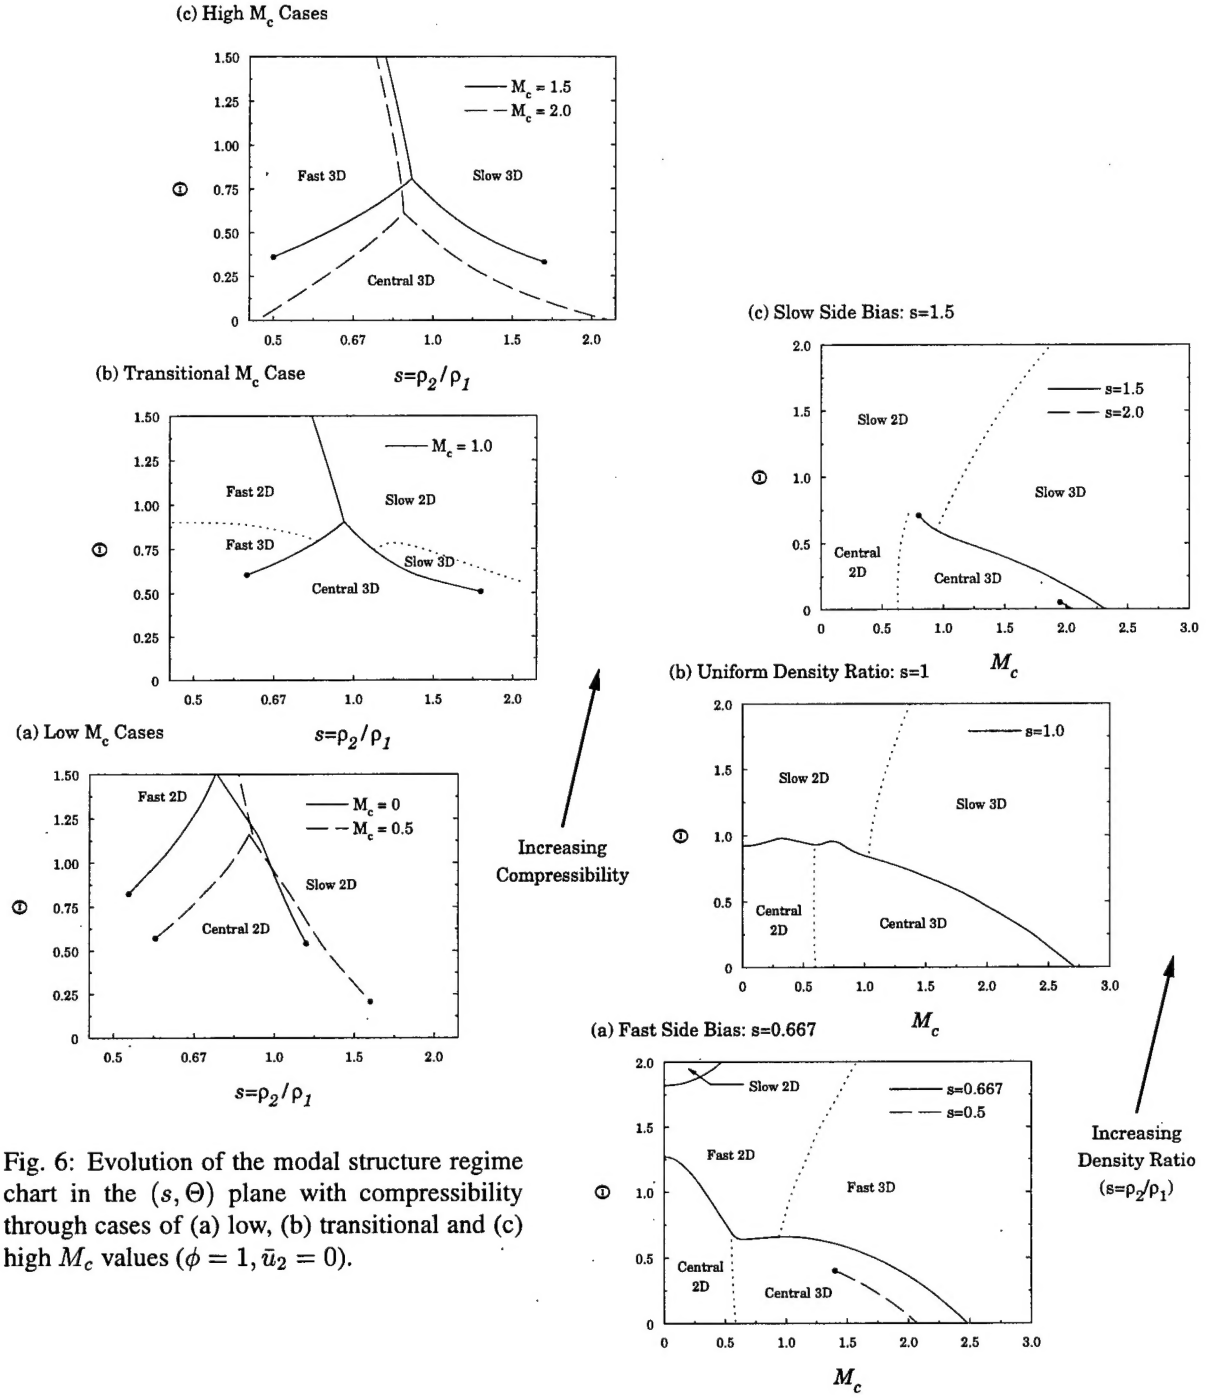 (c) High M_c Cases
1.50
1.25
1.00
0.75
0.50
0.25
0
Θ
M_c = 1.5
M_c = 2.0
Fast 3D
Slow 3D
Central 3D
0.5 0.67 1.0 1.5 2.0
s=ρ_2/ρ_1
(b) Transitional M_c Case
1.50
1.25
1.00
0.75
0.50
0.25
0
Θ
M_c = 1.0
Fast 2D
Slow 2D
Fast 3D
Slow 3D
Central 3D
0.5 0.67 1.0 1.5 2.0
s=ρ_2/ρ_1
(a) Low M_c Cases
1.50
1.25
1.00
0.75
0.50
0.25
0
Θ
Fast 2D
M_c = 0
M_c = 0.5
Slow 2D
Central 2D
0.5 0.67 1.0 1.5 2.0
s=ρ_2/ρ_1
Increasing
Compressibility
Fig. 6: Evolution of the modal structure regime
chart in the (s, Θ) plane with compressibility
through cases of (a) low, (b) transitional and (c)
high M_c values (ϕ = 1, ū_2 = 0).
(c) Slow Side Bias: s=1.5
2.0
1.5
1.0
0.5
0
Θ
s=1.5
s=2.0
Slow 2D
Slow 3D
Central
2D
Central 3D
0 0.5 1.0 1.5 2.0 2.5 3.0
M_c
(b) Uniform Density Ratio: s=1
2.0
1.5
1.0
0.5
0
Θ
s=1.0
Slow 2D
Slow 3D
Central
2D
Central 3D
0 0.5 1.0 1.5 2.0 2.5 3.0
M_c
(a) Fast Side Bias: s=0.667
2.0
1.5
1.0
0.5
0
Θ
Slow 2D
s=0.667
s=0.5
Fast 2D
Fast 3D
Central
2D
Central 3D
0 0.5 1.0 1.5 2.0 2.5 3.0
M_c
Increasing
Density Ratio
(s=ρ_2/ρ_1)